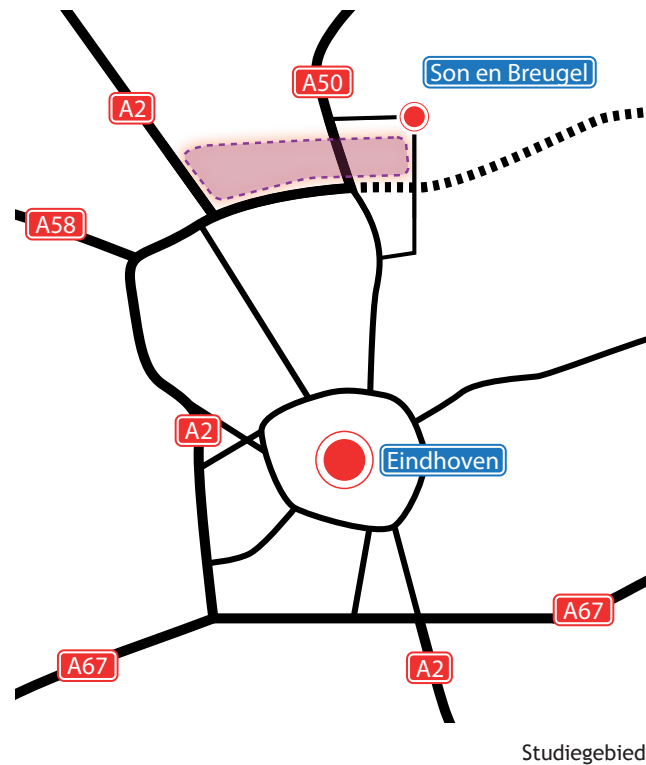 Son en Breugel
A50
A2
A58
A2
Eindhoven
A67
A67
A2
Studiegebied